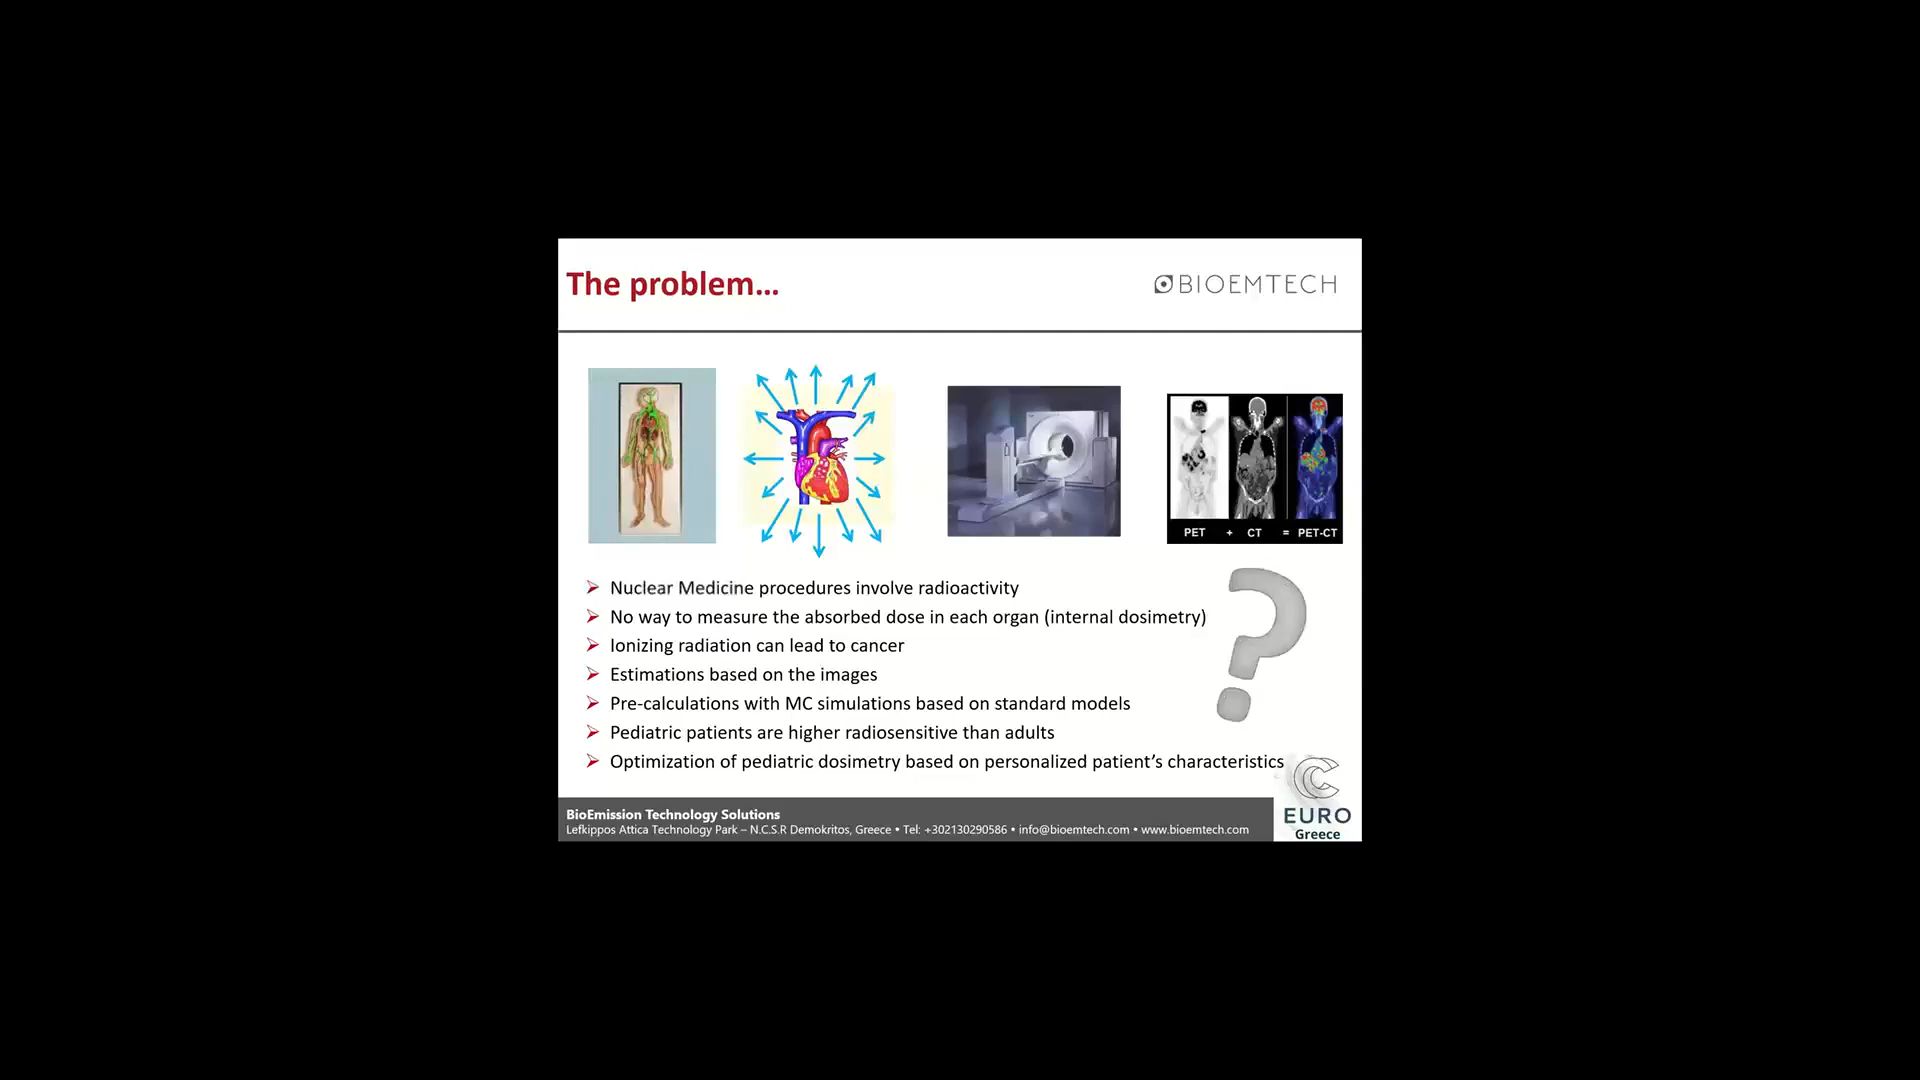 The problem...
BIOEMTECH
PET + CT = PET-CT
Nuclear Medicine procedures involve radioactivity
No way to measure the absorbed dose in each organ (internal dosimetry)
Ionizing radiation can lead to cancer
Estimations based on the images
Pre-calculations with MC simulations based on standard models
Pediatric patients are higher radiosensitive than adults
Optimization of pediatric dosimetry based on personalized patient’s characteristics
BioEmission Technology Solutions
Lefkippos Attica Technology Park – N.C.S.R Demokritos, Greece • Tel: +302130290586 • info@bioemtech.com • www.bioemtech.com
EURO
Greece